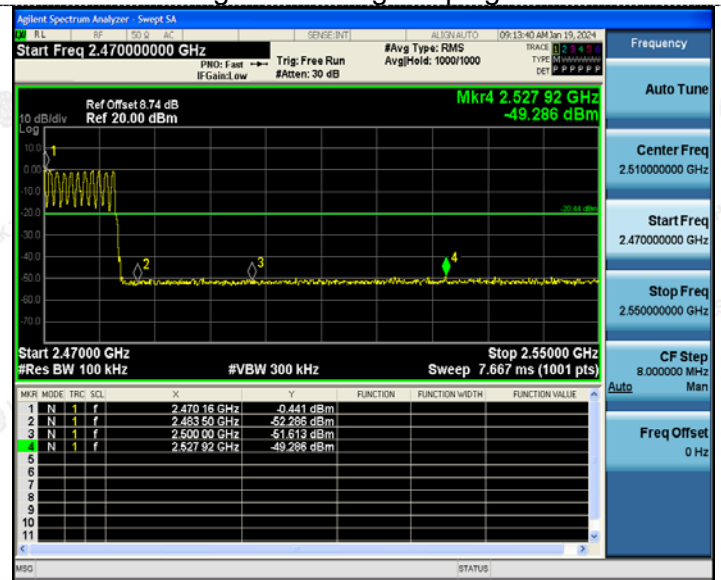 Agilent Spectrum Analyzer - Swept SA
RL RF 50 Ω AC SENSE:INT ALIGN AUTO 09:13:40 AM Jan 19, 2024
Start Freq 2.470000000 GHz
PNO: Fast
IFGain:Low
Trig: Free Run
#Atten: 30 dB
#Avg Type: RMS
Avg|Hold: 1000/1000
TRACE 1 2 3 4 5 6
TYPE MWWWWW
DET P P P P P P
Ref Offset 8.74 dB
10 dB/div Ref 20.00 dBm
Log
Mkr4 2.527 92 GHz
-49.286 dBm
10.0
0.00
-10.0
-20.0
-30.0
-40.0
-50.0
-60.0
-70.0
1
2
3
4
-20.44 dBm
Start 2.47000 GHz Stop 2.55000 GHz
#Res BW 100 kHz #VBW 300 kHz Sweep 7.667 ms (1001 pts)
MKR MODE TRC SCL X Y FUNCTION FUNCTION WIDTH FUNCTION VALUE
1 N 1 f 2.470 16 GHz -0.441 dBm
2 N 1 f 2.483 50 GHz -52.286 dBm
3 N 1 f 2.500 00 GHz -51.613 dBm
4 N 1 f 2.527 92 GHz -49.286 dBm
5
6
7
8
9
10
11
MSG STATUS
Frequency
Auto Tune
Center Freq
2.510000000 GHz
Start Freq
2.470000000 GHz
Stop Freq
2.550000000 GHz
CF Step
8.000000 MHz
Auto Man
Freq Offset
0 Hz